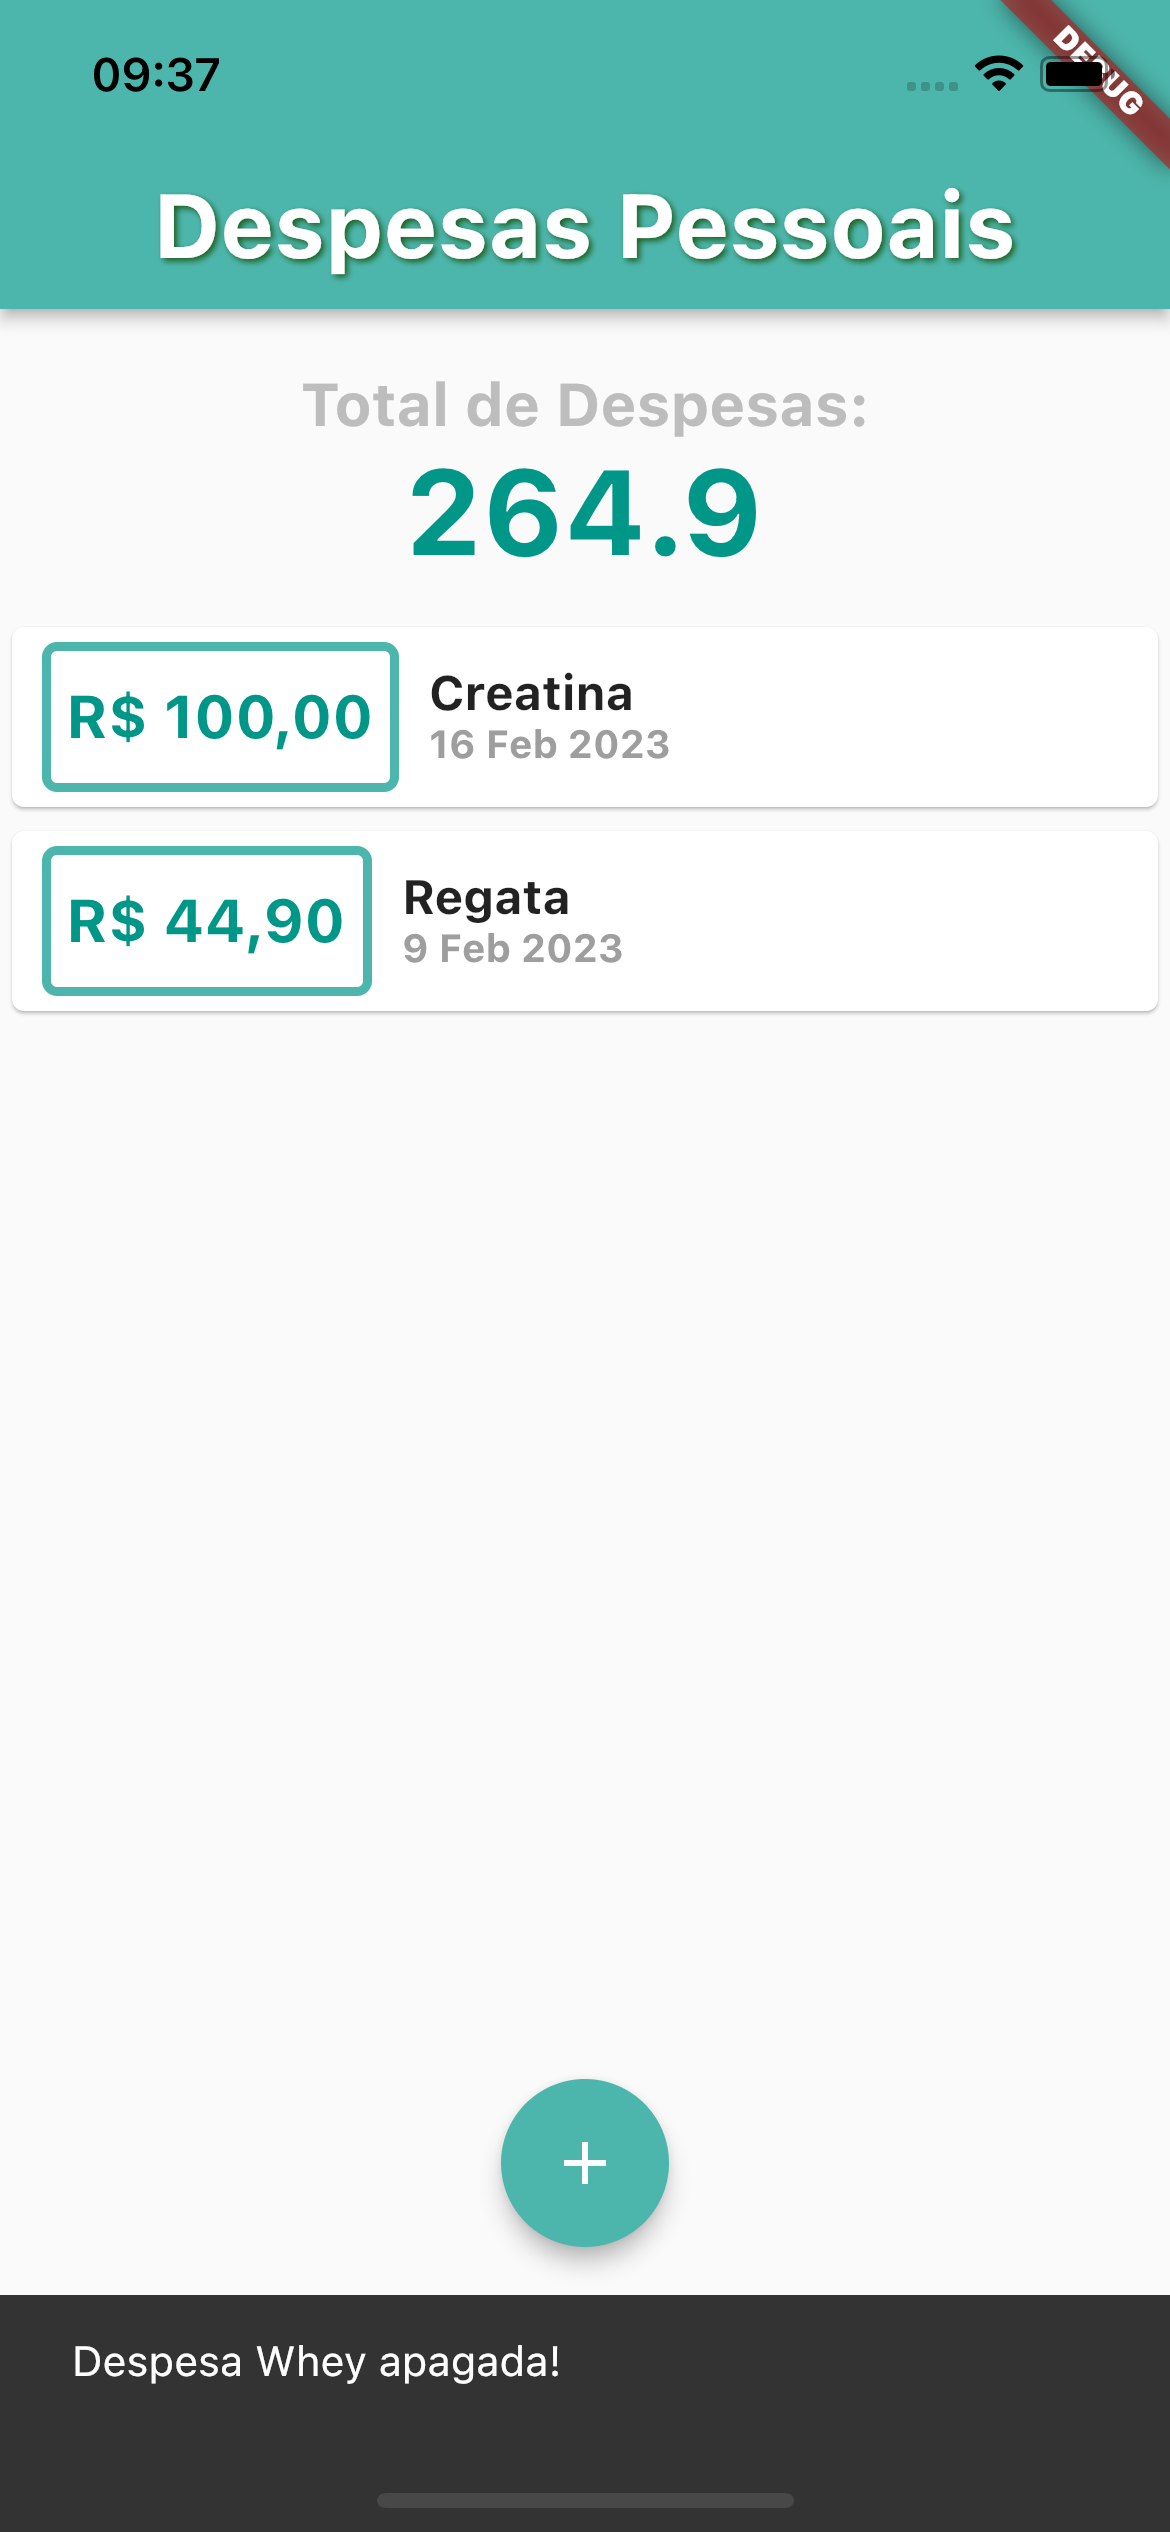 09:37
DEBUG
Despesas Pessoais
Total de Despesas:
264.9
R$ 100,00
Creatina
16 Feb 2023
R$ 44,90
Regata
9 Feb 2023
+
Despesa Whey apagada!